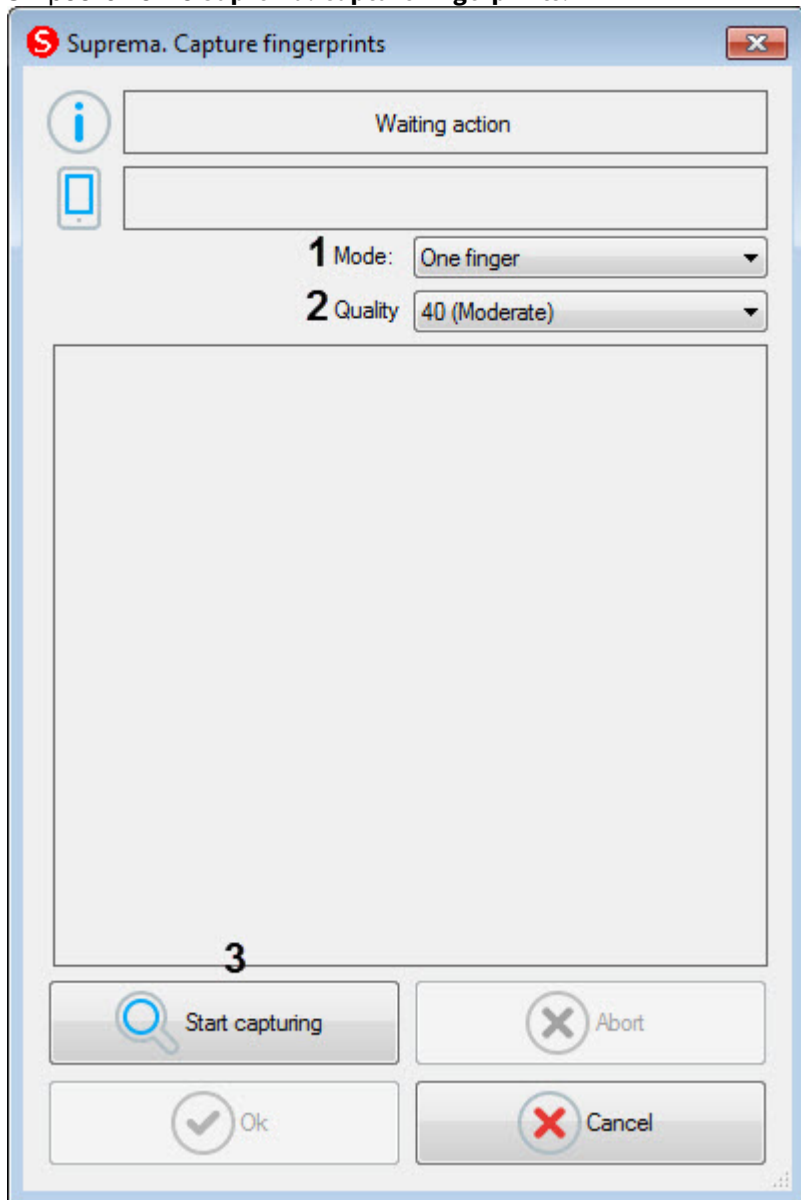 Suprema. Capture fingerprints
Waiting action
1 Mode: One finger
2 Quality 40 (Moderate)
3
Start capturing Abort
Ok Cancel